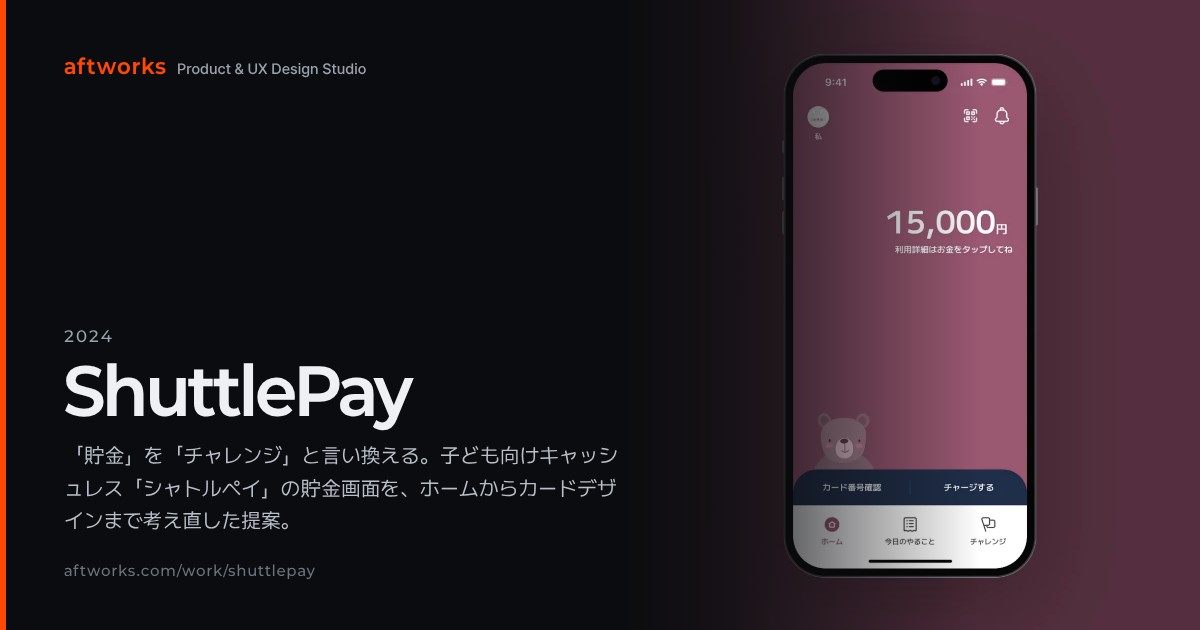 aftworks Product & UX Design Studio
2024
ShuttlePay
「貯金」を「チャレンジ」と言い換える。子ども向けキャッシ
ュレス「シャトルペイ」の貯金画面を、ホームからカードデザ
インまで考え直した提案。
aftworks.com/work/shuttlepay
9:41
私
15,000円
利用詳細はお金をタップしてね
カード番号確認 チャージする
ホーム 今日のやること チャレンジ